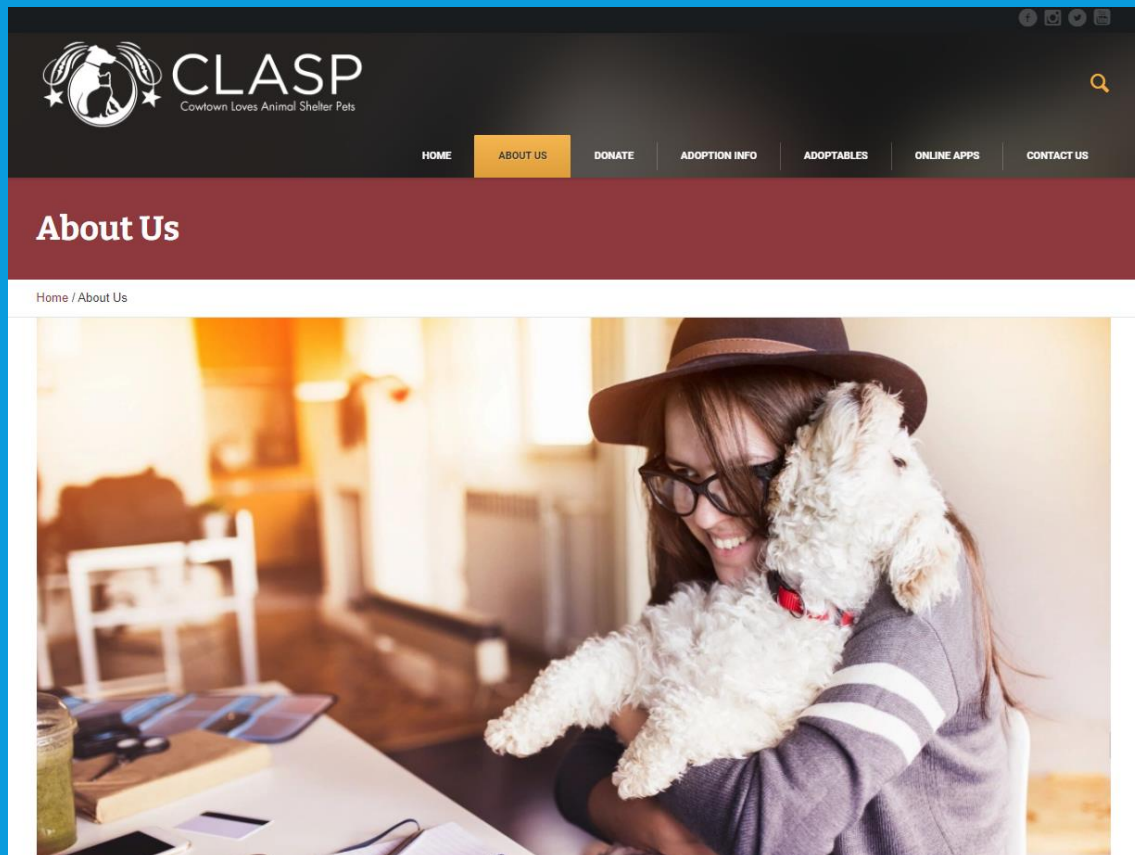 CLASP
Cowtown Loves Animal Shelter Pets
HOME ABOUT US DONATE ADOPTION INFO ADOPTABLES ONLINE APPS CONTACT US
About Us
Home / About Us